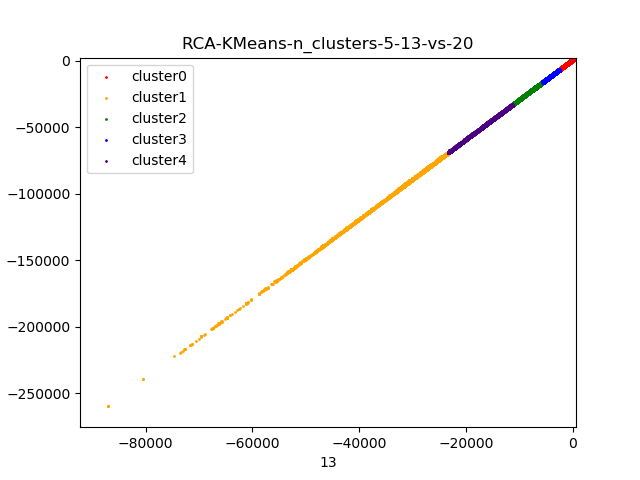 RCA-KMeans-n_clusters-5-13-vs-20
0
−50000
−100000
−150000
−200000
−250000
cluster0
cluster1
cluster2
cluster3
cluster4
−80000 −60000 −40000 −20000 0
13